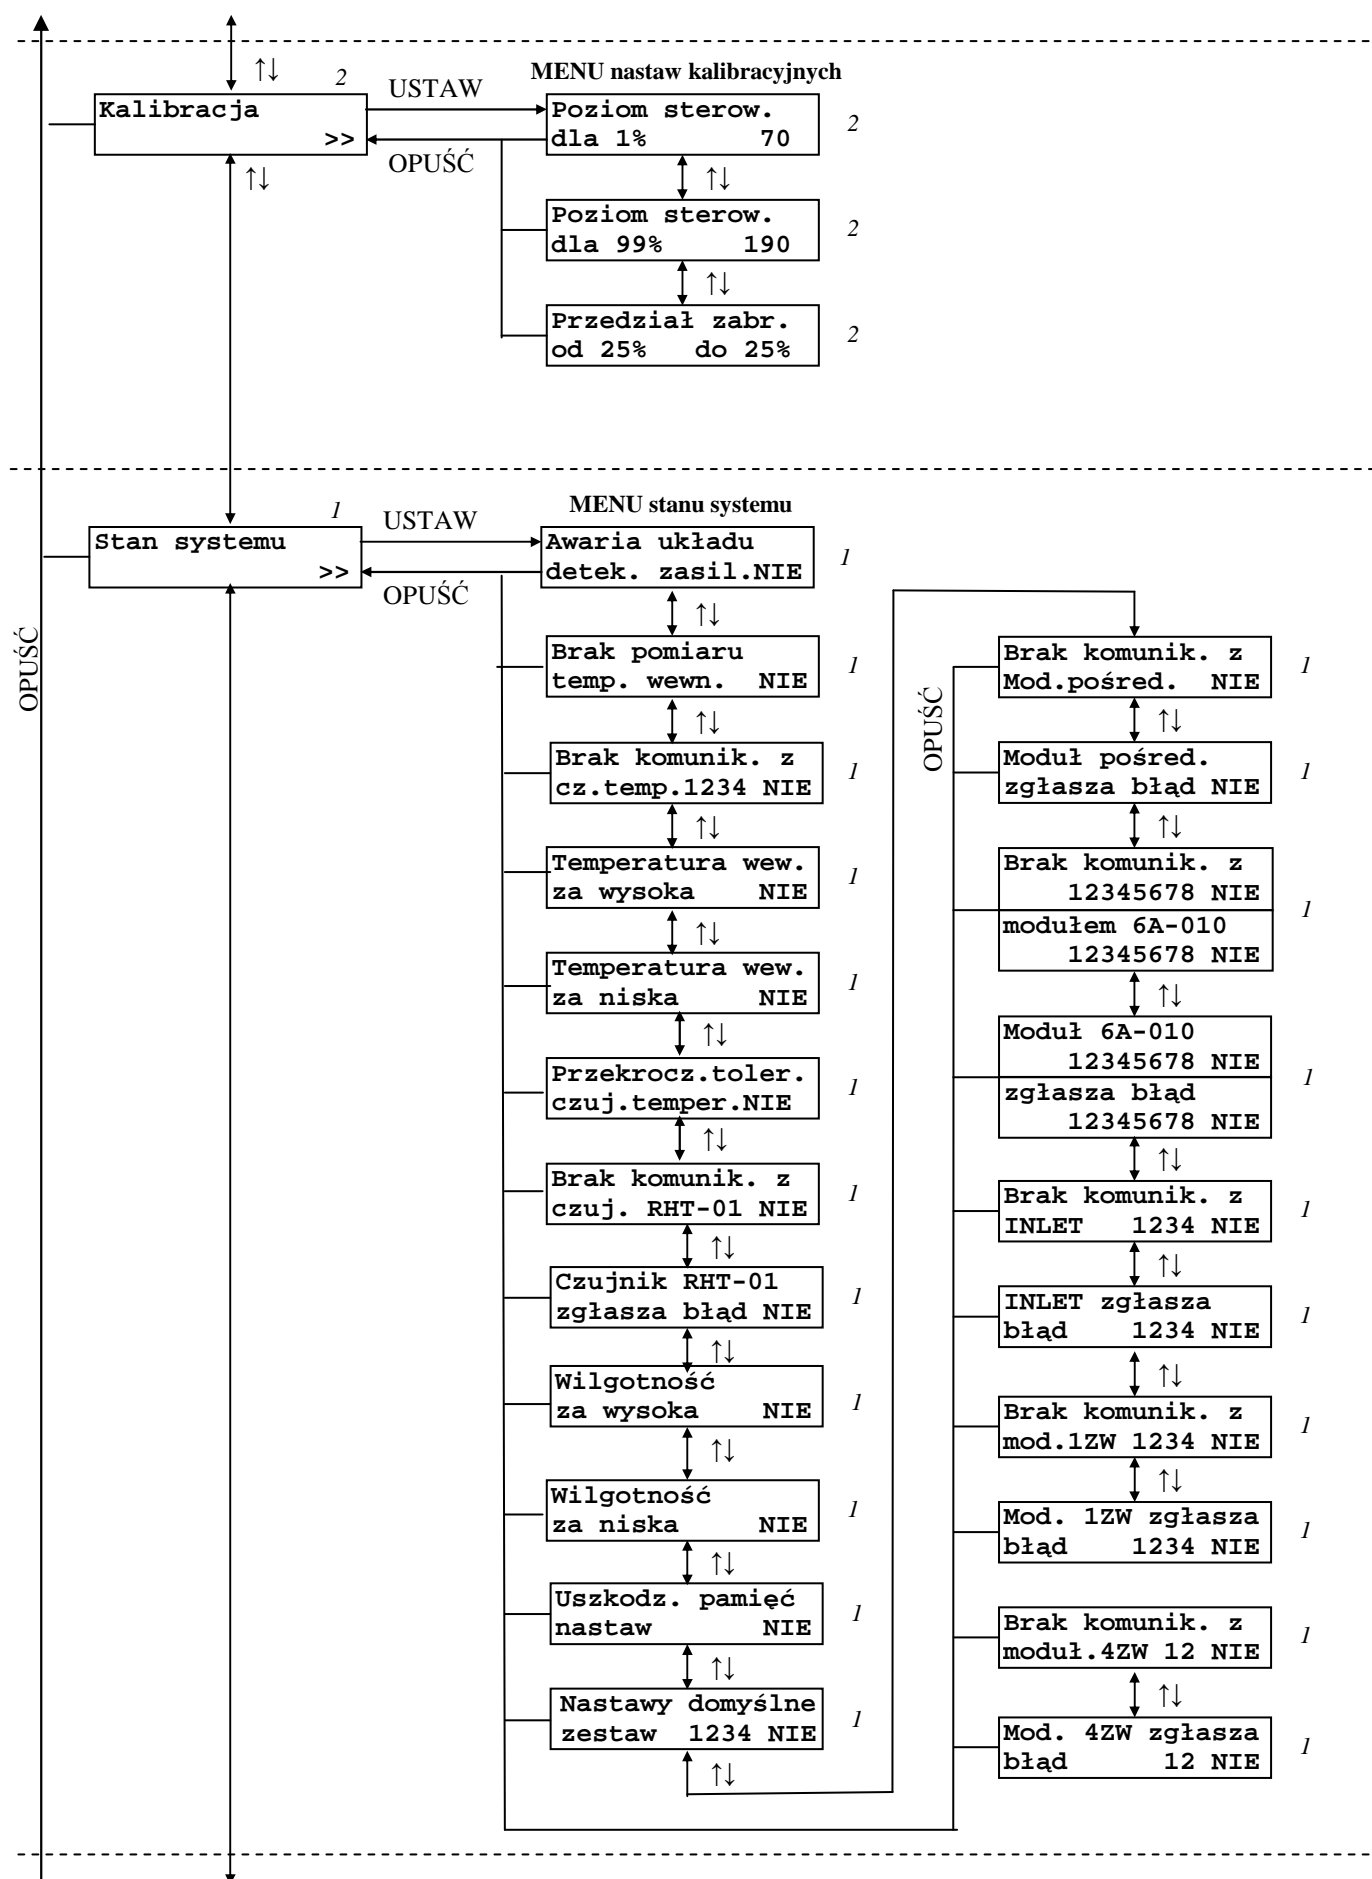 ↑↓
2
MENU nastaw kalibracyjnych
USTAW
Kalibracja
>>
OPUŚĆ
↑↓
Poziom sterow.
dla 1% 70
2
↑↓
Poziom sterow.
dla 99% 190
2
↑↓
Przedział zabr.
od 25% do 25%
2
1
MENU stanu systemu
USTAW
Stan systemu
>>
OPUŚĆ
OPUŚĆ
Awaria układu
detek. zasil.NIE
1
↑↓
Brak pomiaru
temp. wewn. NIE
1
↑↓
Brak komunik. z
cz.temp.1234 NIE
1
↑↓
Temperatura wew.
za wysoka NIE
1
↑↓
Temperatura wew.
za niska NIE
1
↑↓
Przekrocz.toler.
czuj.temper.NIE
1
↑↓
Brak komunik. z
czuj. RHT-01 NIE
1
↑↓
Czujnik RHT-01
zgłasza błąd NIE
1
↑↓
Wilgotność
za wysoka NIE
1
↑↓
Wilgotność
za niska NIE
1
↑↓
Uszkodz. pamięć
nastaw NIE
1
↑↓
Nastawy domyślne
zestaw 1234 NIE
1
↑↓
OPUŚĆ
Brak komunik. z
Mod.pośred. NIE
1
↑↓
Moduł pośred.
zgłasza błąd NIE
1
↑↓
Brak komunik. z
12345678 NIE
modułem 6A-010
12345678 NIE
1
↑↓
Moduł 6A-010
12345678 NIE
zgłasza błąd
12345678 NIE
1
↑↓
Brak komunik. z
INLET 1234 NIE
1
↑↓
INLET zgłasza
błąd 1234 NIE
1
↑↓
Brak komunik. z
mod.1ZW 1234 NIE
1
↑↓
Mod. 1ZW zgłasza
błąd 1234 NIE
1
Brak komunik. z
moduł.4ZW 12 NIE
1
↑↓
Mod. 4ZW zgłasza
błąd 12 NIE
1